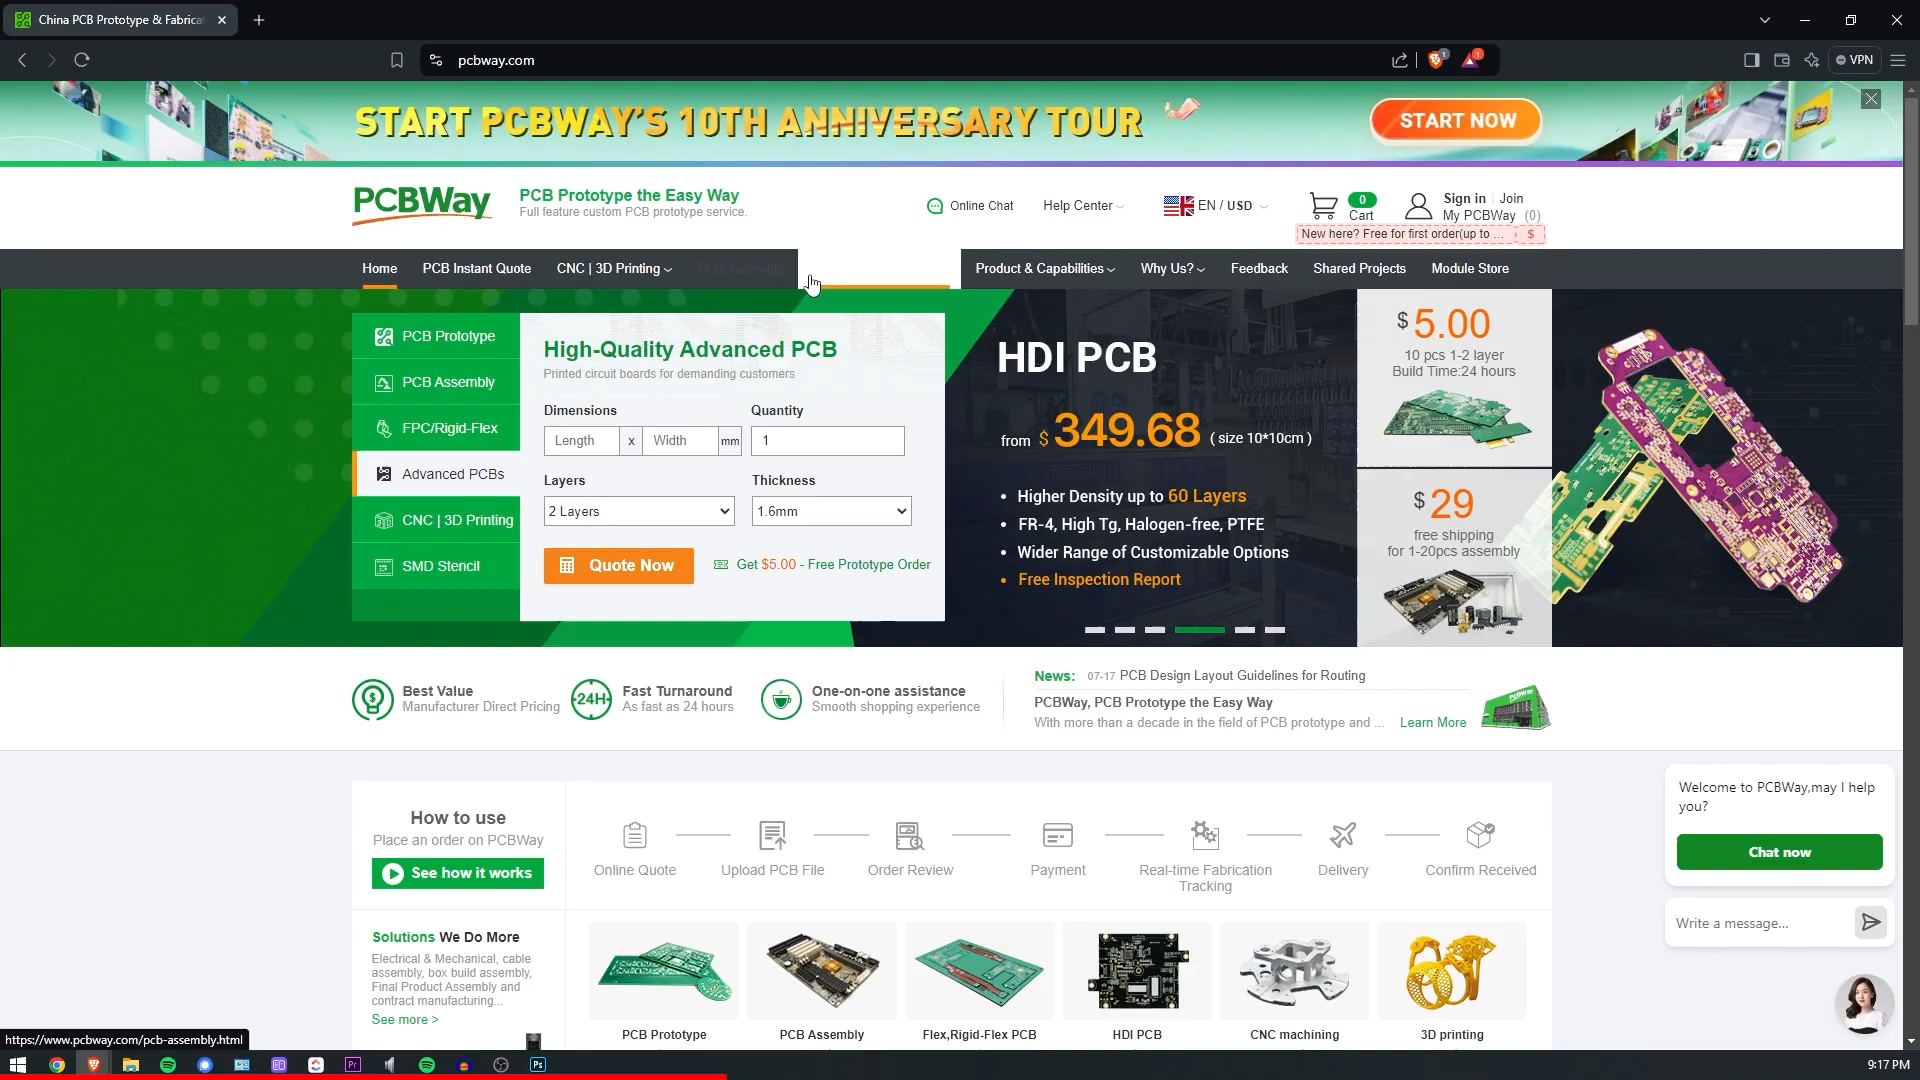 China PCB Prototype & Fabrica
pcbway.com
1
1
VPN
START PCBWAY'S 10TH ANNIVERSARY TOUR
START NOW
PCBWay
PCB Prototype the Easy Way
Full feature custom PCB prototype service.
Online Chat
Help Center
EN / USD
0
Cart
Sign in
Join
My PCBWay (0)
New here? Free for first order(up to ... $
Home
PCB Instant Quote
CNC | 3D Printing
PCB Assembly
Product & Capabilities
Why Us?
Feedback
Shared Projects
Module Store
PCB Prototype
PCB Assembly
FPC/Rigid-Flex
Advanced PCBs
CNC | 3D Printing
SMD Stencil
High-Quality Advanced PCB
Printed circuit boards for demanding customers
Dimensions
Quantity
Length x Width mm
1
Layers
Thickness
2 Layers
1.6mm
Quote Now
Get $5.00 - Free Prototype Order
HDI PCB
from $ 349.68 ( size 10*10cm )
• Higher Density up to 60 Layers
• FR-4, High Tg, Halogen-free, PTFE
• Wider Range of Customizable Options
• Free Inspection Report
$ 5.00
10 pcs 1-2 layer
Build Time:24 hours
$ 29
free shipping
for 1-20pcs assembly
Best Value
Manufacturer Direct Pricing
24H
Fast Turnaround
As fast as 24 hours
One-on-one assistance
Smooth shopping experience
News: 07-17 PCB Design Layout Guidelines for Routing
PCBWay, PCB Prototype the Easy Way
With more than a decade in the field of PCB prototype and ... Learn More
How to use
Place an order on PCBWay
See how it works
Online Quote
Upload PCB File
Order Review
Payment
Real-time Fabrication
Tracking
Delivery
Confirm Received
Solutions We Do More
Electrical & Mechanical, cable
assembly, box build assembly,
Final Product Assembly and
contract manufacturing...
See more >
PCB Prototype
PCB Assembly
Flex,Rigid-Flex PCB
HDI PCB
CNC machining
3D printing
Welcome to PCBWay,may I help
you?
Chat now
Write a message...
https://www.pcbway.com/pcb-assembly.html
Pr
Ps
9:17 PM